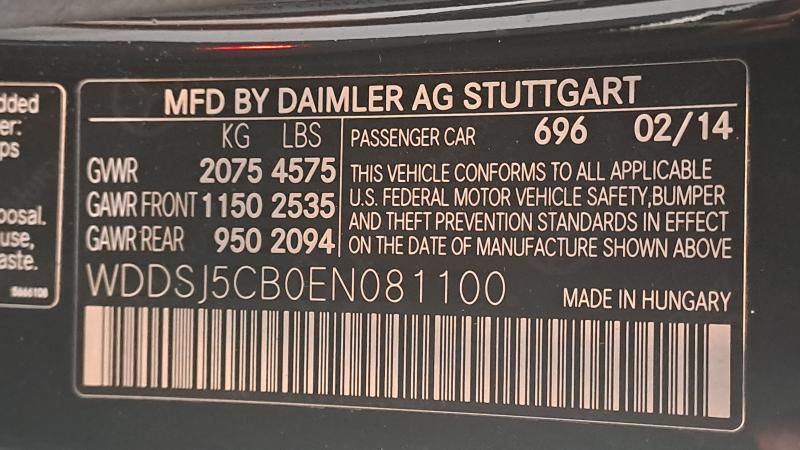 dded
er:
ps
posal.
use,
aste.
MFD BY DAIMLER AG STUTTGART
KG LBS
GVWR 2075 4575
GAWR FRONT 1150 2535
GAWR REAR 950 2094
PASSENGER CAR 696 02/14
THIS VEHICLE CONFORMS TO ALL APPLICABLE
U.S. FEDERAL MOTOR VEHICLE SAFETY,BUMPER
AND THEFT PREVENTION STANDARDS IN EFFECT
ON THE DATE OF MANUFACTURE SHOWN ABOVE
WDDSJ5CB0EN081100
MADE IN HUNGARY